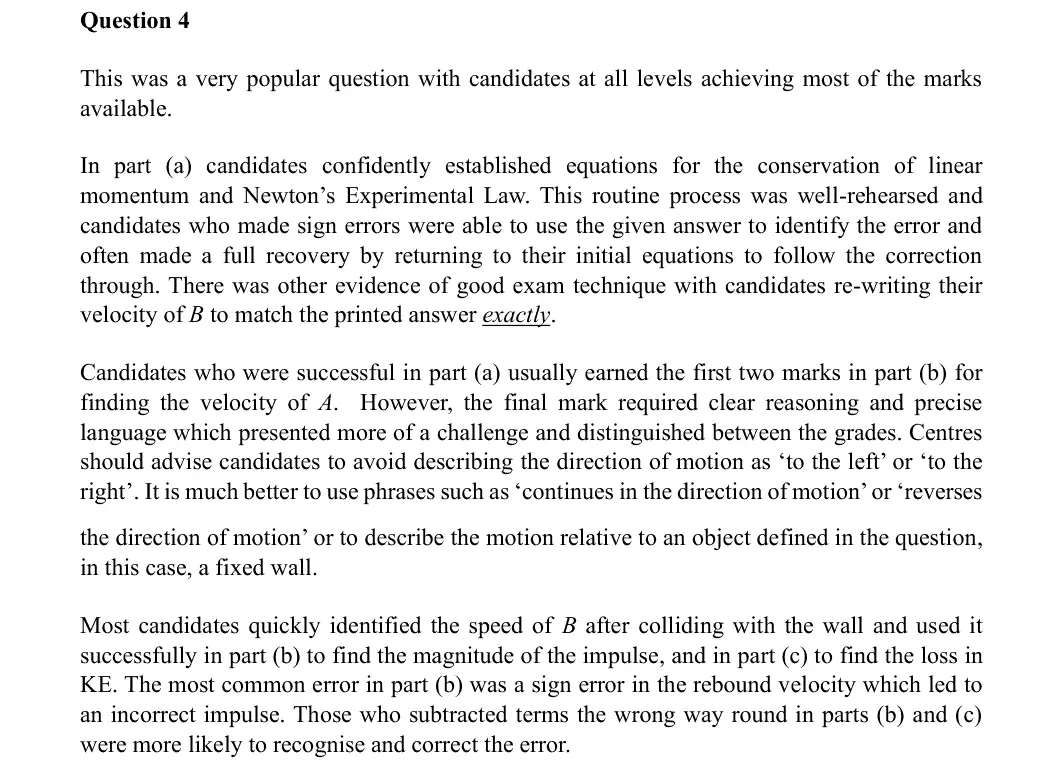 Question 4
This was a very popular question with candidates at all levels achieving most of the marks
available.
In part (a) candidates confidently established equations for the conservation of linear
momentum and Newton’s Experimental Law. This routine process was well-rehearsed and
candidates who made sign errors were able to use the given answer to identify the error and
often made a full recovery by returning to their initial equations to follow the correction
through. There was other evidence of good exam technique with candidates re-writing their
velocity of B to match the printed answer exactly.
Candidates who were successful in part (a) usually earned the first two marks in part (b) for
finding the velocity of A. However, the final mark required clear reasoning and precise
language which presented more of a challenge and distinguished between the grades. Centres
should advise candidates to avoid describing the direction of motion as ‘to the left’ or ‘to the
right’. It is much better to use phrases such as ‘continues in the direction of motion’ or ‘reverses
the direction of motion’ or to describe the motion relative to an object defined in the question,
in this case, a fixed wall.
Most candidates quickly identified the speed of B after colliding with the wall and used it
successfully in part (b) to find the magnitude of the impulse, and in part (c) to find the loss in
KE. The most common error in part (b) was a sign error in the rebound velocity which led to
an incorrect impulse. Those who subtracted terms the wrong way round in parts (b) and (c)
were more likely to recognise and correct the error.